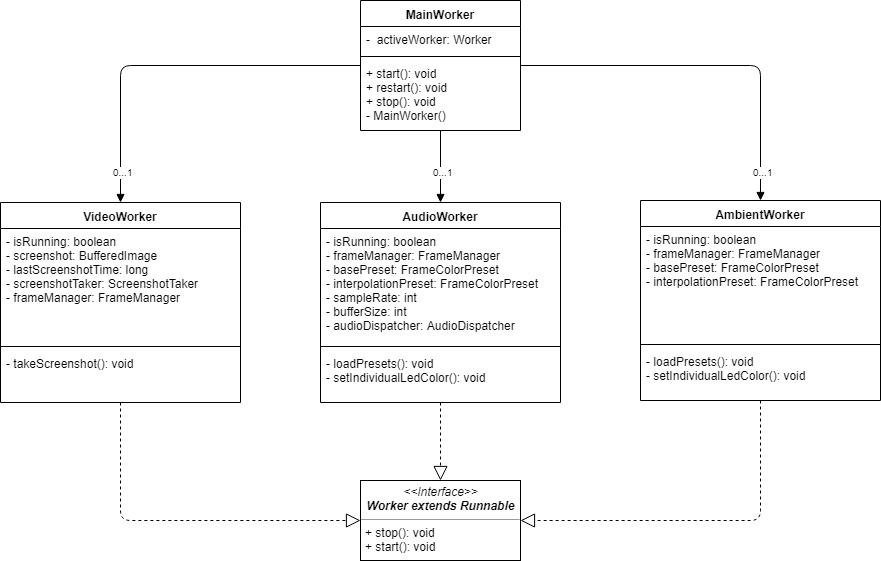 MainWorker
- activeWorker: Worker
+ start(): void
+ restart(): void
+ stop(): void
- MainWorker()
0...1
0...1
0...1
VideoWorker
- isRunning: boolean
- screenshot: BufferedImage
- lastScreenshotTime: long
- screenshotTaker: ScreenshotTaker
- frameManager: FrameManager
- takeScreenshot(): void
AudioWorker
- isRunning: boolean
- frameManager: FrameManager
- basePreset: FrameColorPreset
- interpolationPreset: FrameColorPreset
- sampleRate: int
- bufferSize: int
- audioDispatcher: AudioDispatcher
- loadPresets(): void
- setIndividualLedColor(): void
AmbientWorker
- isRunning: boolean
- frameManager: FrameManager
- basePreset: FrameColorPreset
- interpolationPreset: FrameColorPreset
- loadPresets(): void
- setIndividualLedColor(): void
<<Interface>>
Worker extends Runnable
+ stop(): void
+ start(): void